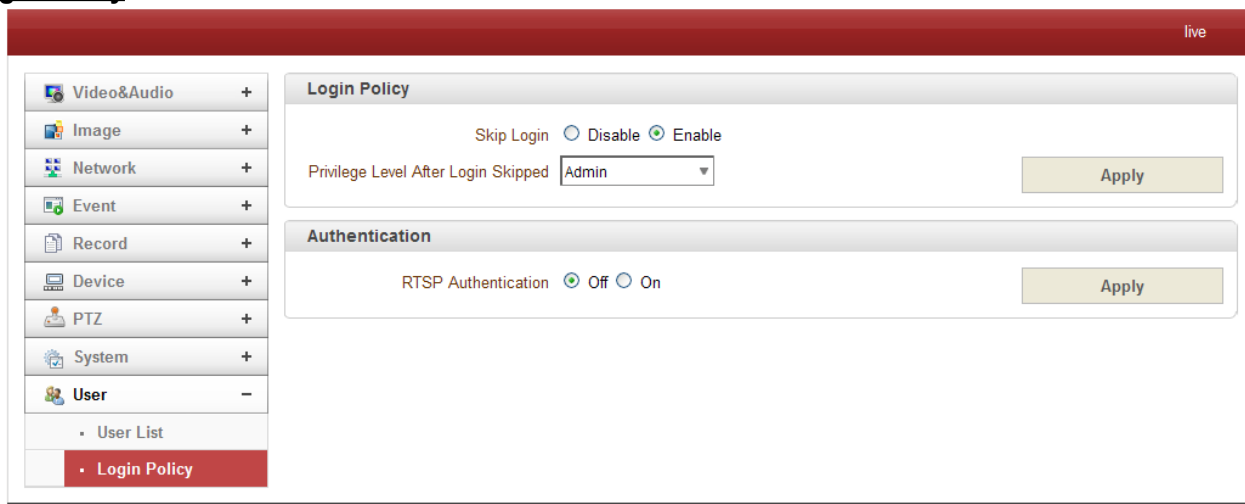 live
Video&Audio +
Image +
Network +
Event +
Record +
Device +
PTZ +
System +
User −
User List
Login Policy
Login Policy
Skip Login Disable Enable
Privilege Level After Login Skipped Admin
Apply
Authentication
RTSP Authentication Off On
Apply